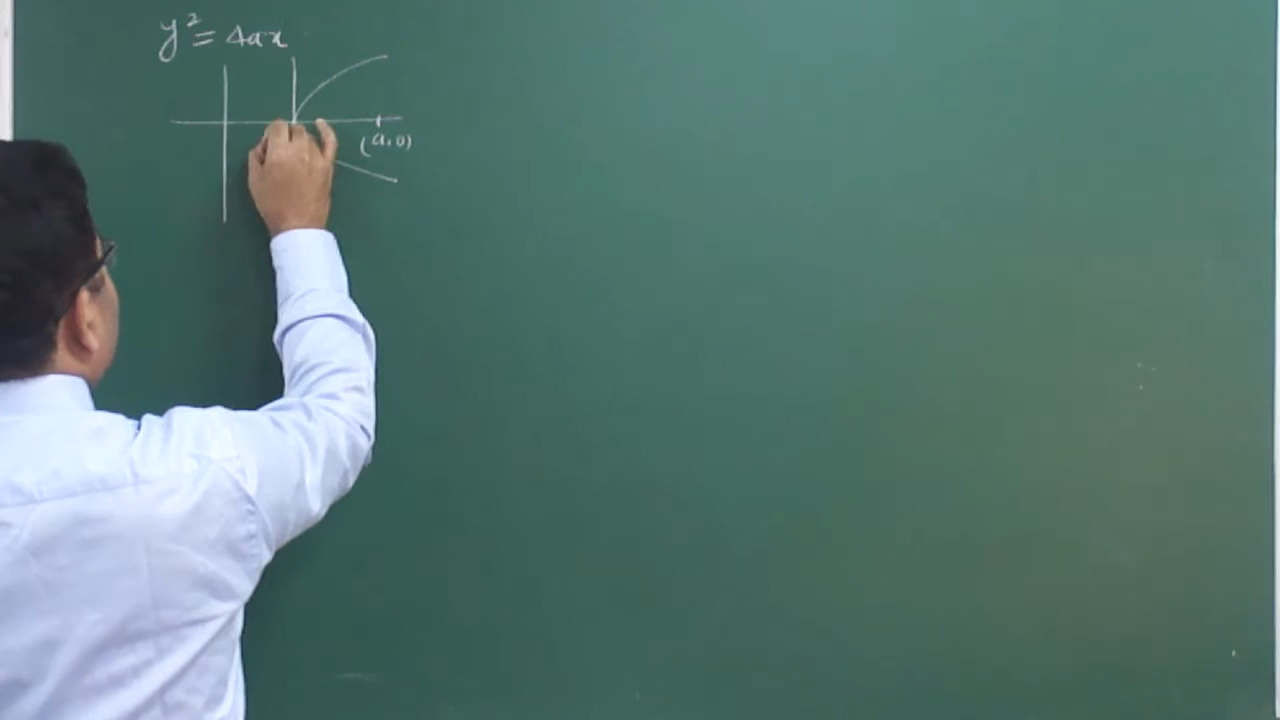 y² = 4ax
(a, 0)